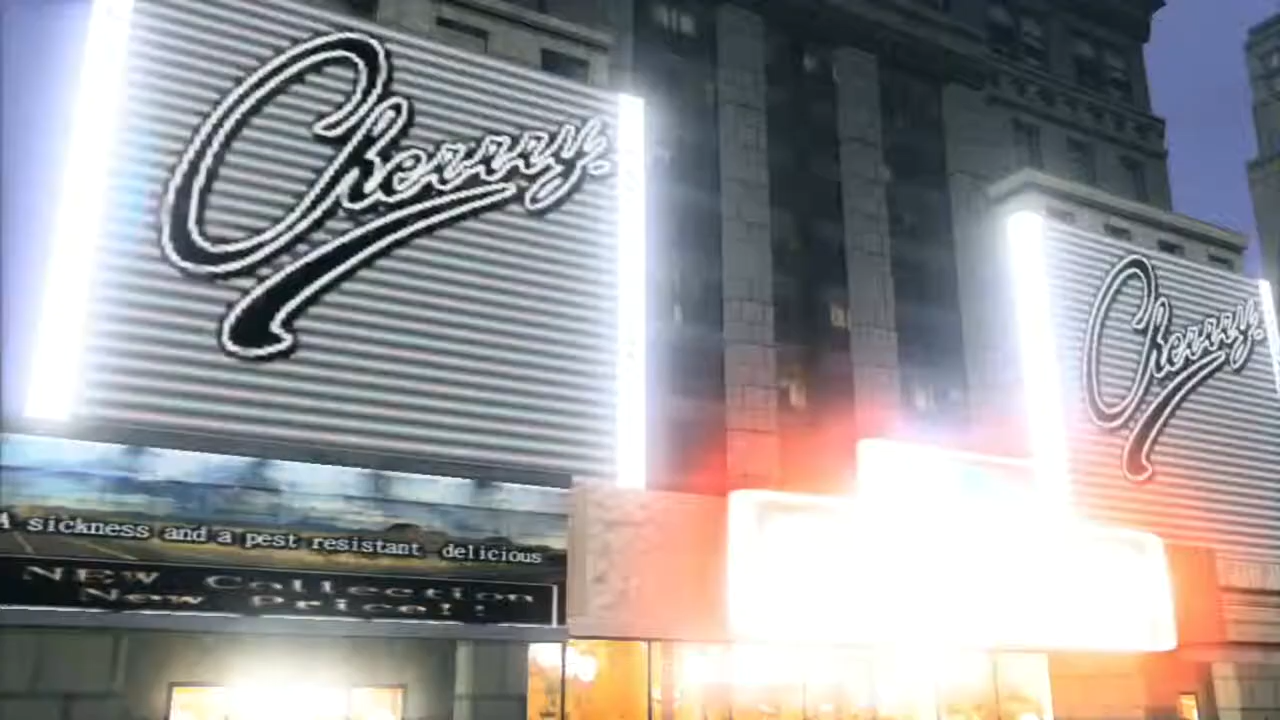 Cherry.
Cherry.
A sickness and a pest resistant delicious
NEW Collection
New price!!